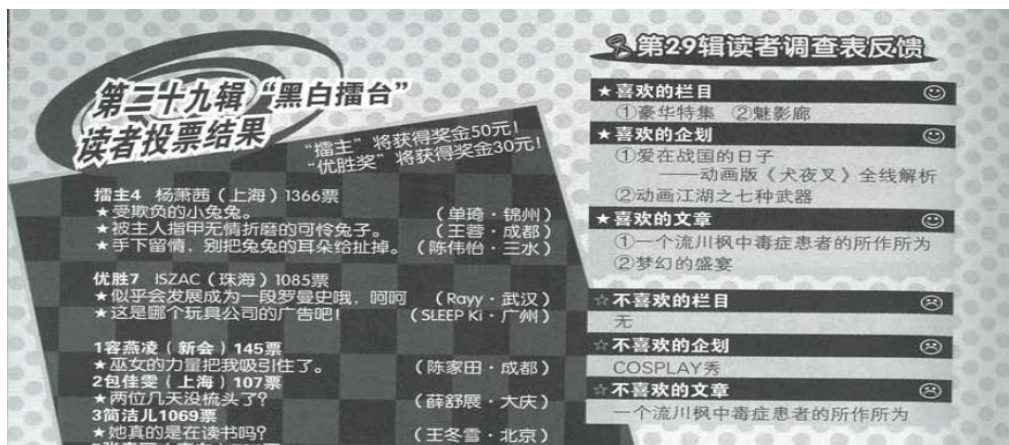 第二十九辑“黑白擂台”
读者投票结果
“擂主”将获得奖金50元！
“优胜奖”将获得奖金30元！
擂主4 杨萧茜（上海）1366票
★受欺负的小兔兔。（单琦·锦州）
★被主人指甲无情折磨的可怜兔子。（王蓉·成都）
★手下留情，别把兔兔的耳朵给扯掉。（陈伟怡·三水）
优胜7 ISZAC（珠海）1085票
★似乎会发展成为一段罗曼史哦，呵呵（Rayy·武汉）
★这是哪个玩具公司的广告吧！（SLEEP Ki·广州）
1容燕凌（新会）145票
★巫女的力量把我吸引住了。（陈家田·成都）
2包佳雯（上海）107票
★两位几天没梳头了？（薛舒展·大庆）
3简洁儿1069票
★她真的是在读书吗？（王冬雪·北京）
第29辑读者调查表反馈
★喜欢的栏目
①豪华特集 ②魅影廊
★喜欢的企划
①爱在战国的日子
——动画版《犬夜叉》全线解析
②动画江湖之七种武器
★喜欢的文章
①一个流川枫中毒症患者的所作所为
②梦幻的盛宴
☆不喜欢的栏目
无
☆不喜欢的企划
COSPLAY秀
☆不喜欢的文章
一个流川枫中毒症患者的所作所为